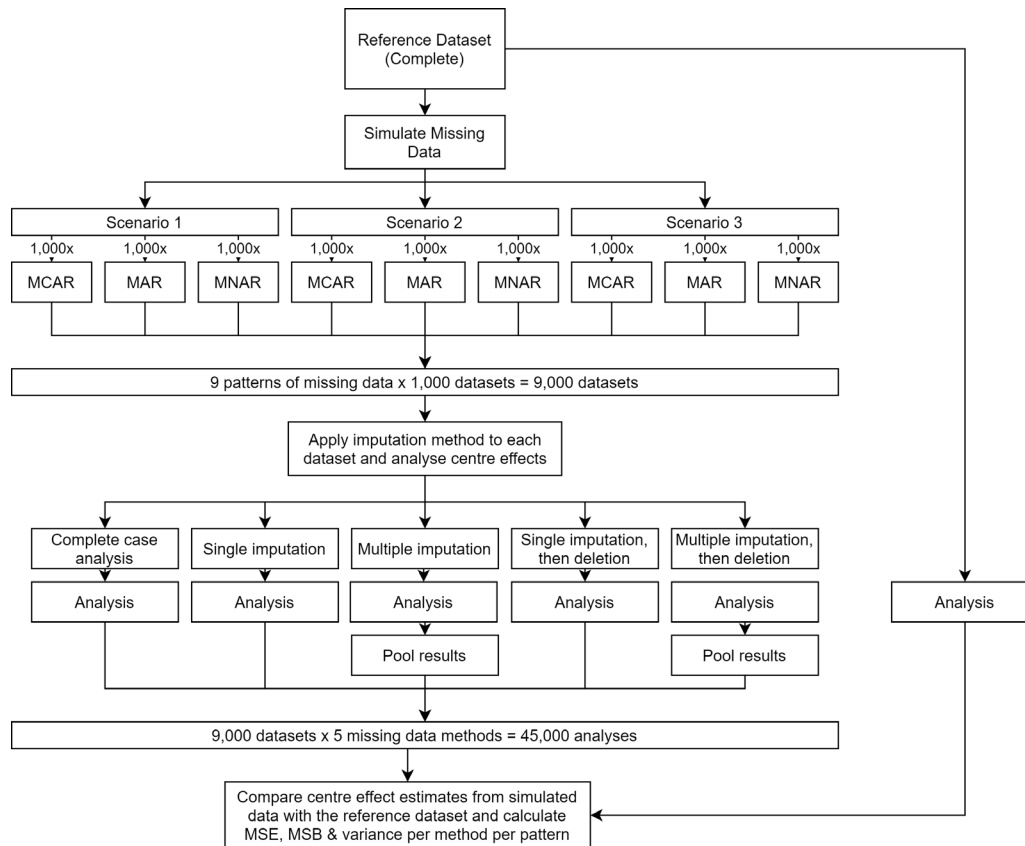 Reference Dataset
(Complete)
Simulate Missing
Data
Scenario 1
Scenario 2
Scenario 3
1,000x
1,000x
1,000x
1,000x
1,000x
1,000x
1,000x
1,000x
1,000x
MCAR
MAR
MNAR
MCAR
MAR
MNAR
MCAR
MAR
MNAR
9 patterns of missing data x 1,000 datasets = 9,000 datasets
Apply imputation method to each
dataset and analyse centre effects
Complete case
analysis
Single imputation
Multiple imputation
Single imputation,
then deletion
Multiple imputation,
then deletion
Analysis
Analysis
Analysis
Analysis
Analysis
Analysis
Pool results
Pool results
9,000 datasets x 5 missing data methods = 45,000 analyses
Compare centre effect estimates from simulated
data with the reference dataset and calculate
MSE, MSB & variance per method per pattern